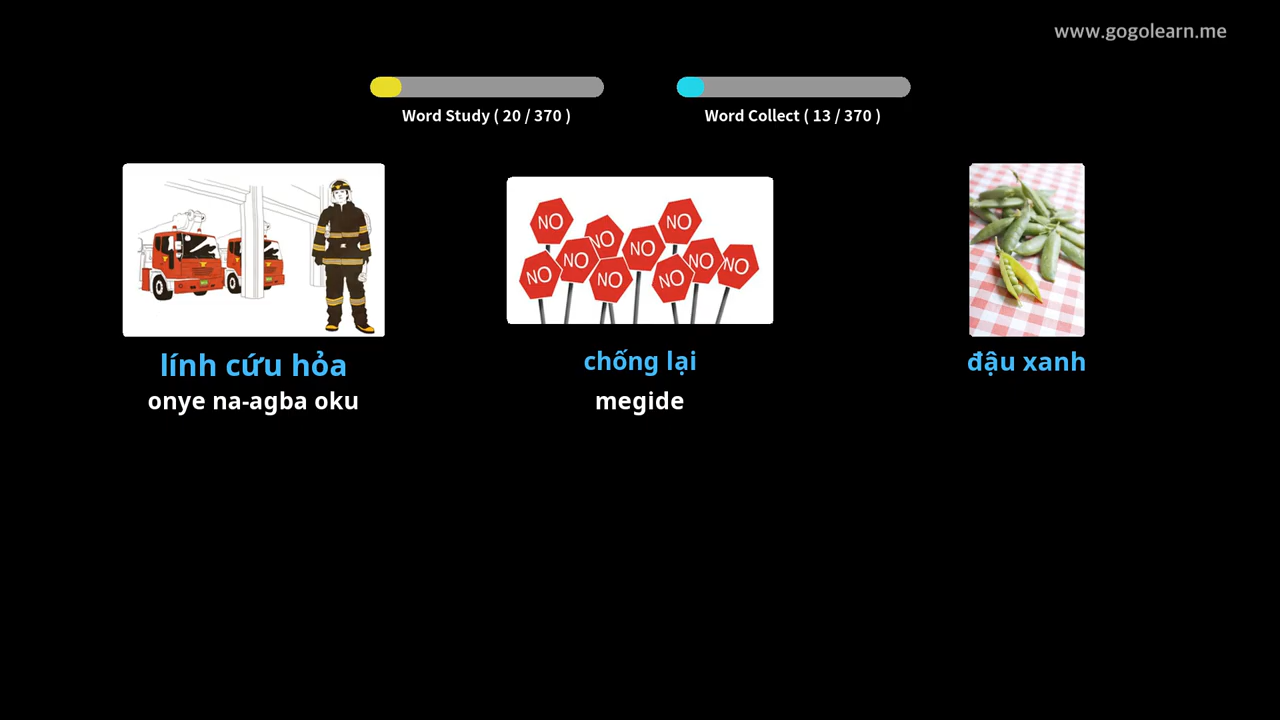 www.gogolearn.me
Word Study ( 20 / 370 )
Word Collect ( 13 / 370 )
NO
NO
NO
NO
NO
NO
NO
NO
NO
NO
lính cứu hỏa
chống lại
đậu xanh
onye na-agba oku
megide